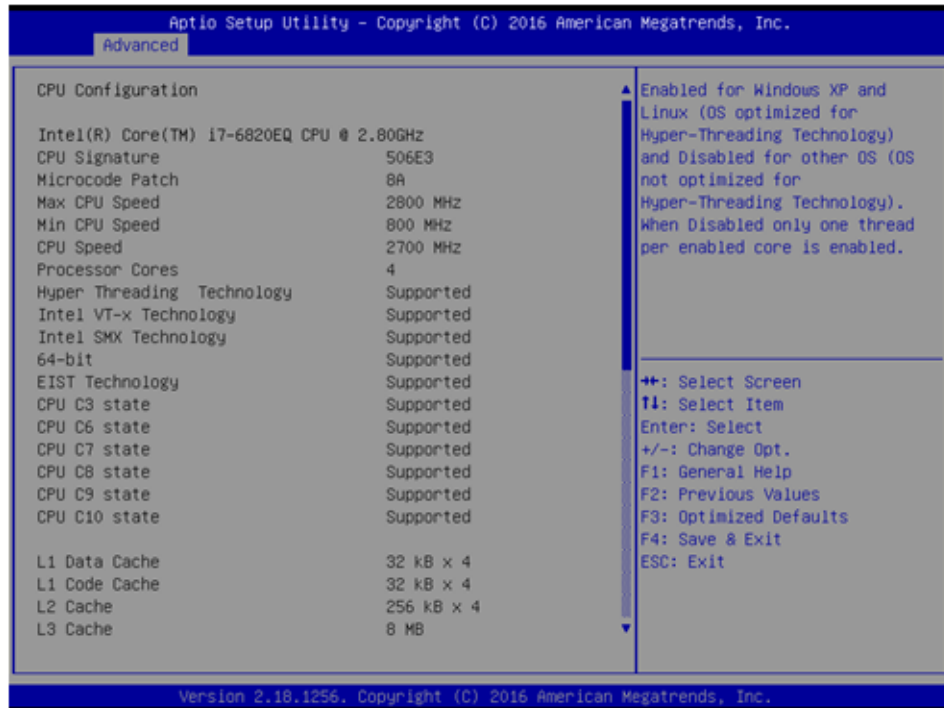 Aptio Setup Utility – Copyright (C) 2016 American Megatrends, Inc.
Advanced
CPU Configuration
Intel(R) Core(TM) i7-6820EQ CPU @ 2.80GHz
CPU Signature 506E3
Microcode Patch 8A
Max CPU Speed 2800 MHz
Min CPU Speed 800 MHz
CPU Speed 2700 MHz
Processor Cores 4
Hyper Threading Technology Supported
Intel VT-x Technology Supported
Intel SMX Technology Supported
64-bit Supported
EIST Technology Supported
CPU C3 state Supported
CPU C6 state Supported
CPU C7 state Supported
CPU C8 state Supported
CPU C9 state Supported
CPU C10 state Supported
L1 Data Cache 32 kB x 4
L1 Code Cache 32 kB x 4
L2 Cache 256 kB x 4
L3 Cache 8 MB
Enabled for Windows XP and
Linux (OS optimized for
Hyper-Threading Technology)
and Disabled for other OS (OS
not optimized for
Hyper-Threading Technology).
When Disabled only one thread
per enabled core is enabled.
→←: Select Screen
↑↓: Select Item
Enter: Select
+/-: Change Opt.
F1: General Help
F2: Previous Values
F3: Optimized Defaults
F4: Save & Exit
ESC: Exit
Version 2.18.1256. Copyright (C) 2016 American Megatrends, Inc.